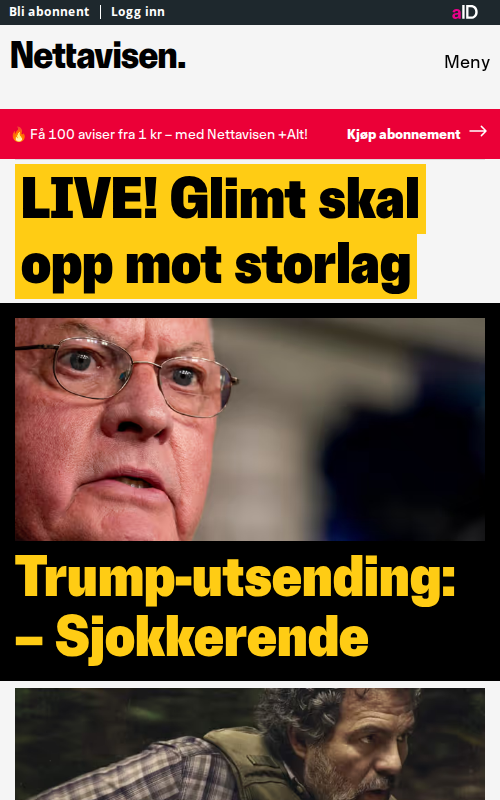 Bli abonnent | Logg inn
aID
Nettavisen.
Meny
🔥 Få 100 aviser fra 1 kr – med Nettavisen +Alt!
Kjøp abonnement →
LIVE! Glimt skal
opp mot storlag
Trump-utsending:
– Sjokkerende